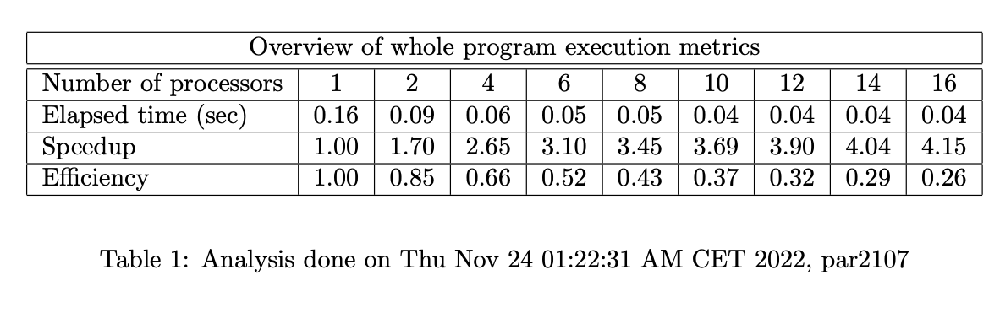 Overview of whole program execution metrics
Number of processors 1 2 4 6 8 10 12 14 16
Elapsed time (sec) 0.16 0.09 0.06 0.05 0.05 0.04 0.04 0.04 0.04
Speedup 1.00 1.70 2.65 3.10 3.45 3.69 3.90 4.04 4.15
Efficiency 1.00 0.85 0.66 0.52 0.43 0.37 0.32 0.29 0.26
Table 1: Analysis done on Thu Nov 24 01:22:31 AM CET 2022, par2107